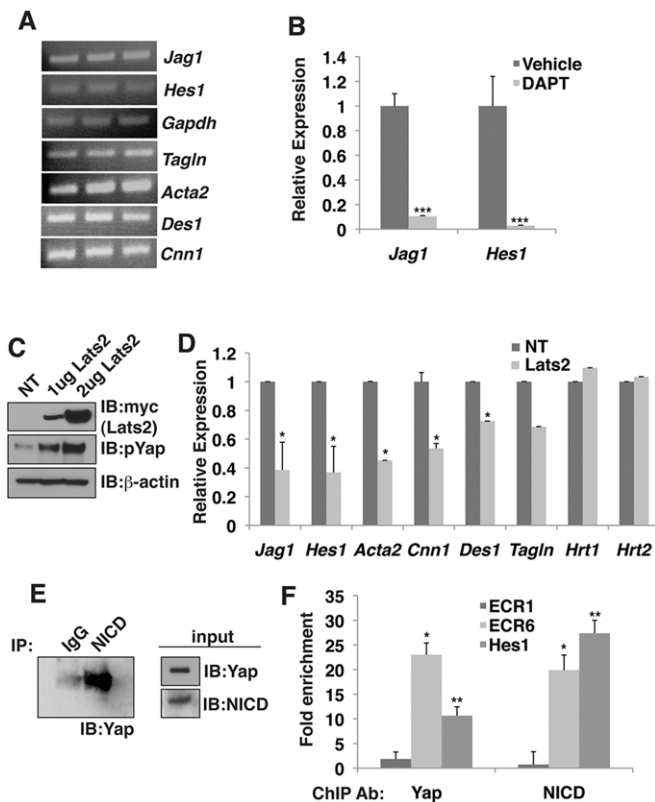 A
Jag1
Hes1
Gapdh
Tagln
Acta2
Des1
Cnn1
B
Relative Expression
1.4
1.2
1
0.8
0.6
0.4
0.2
0
Vehicle
DAPT
***
***
Jag1 Hes1
C
NT 1ug Lats2 2ug Lats2
IB:myc
(Lats2)
IB:pYap
IB:β-actin
D
Relative Expression
1.2
1
0.8
0.6
0.4
0.2
0
NT
Lats2
* * * * *
Jag1 Hes1 Acta2 Cnn1 Des1 Tagln Hrt1 Hrt2
E
IP: IgG NICD
IB:Yap
input
IB:Yap
IB:NICD
F
Fold enrichment
35
30
25
20
15
10
5
0
ECR1
ECR6
Hes1
* ** * **
ChIP Ab: Yap NICD